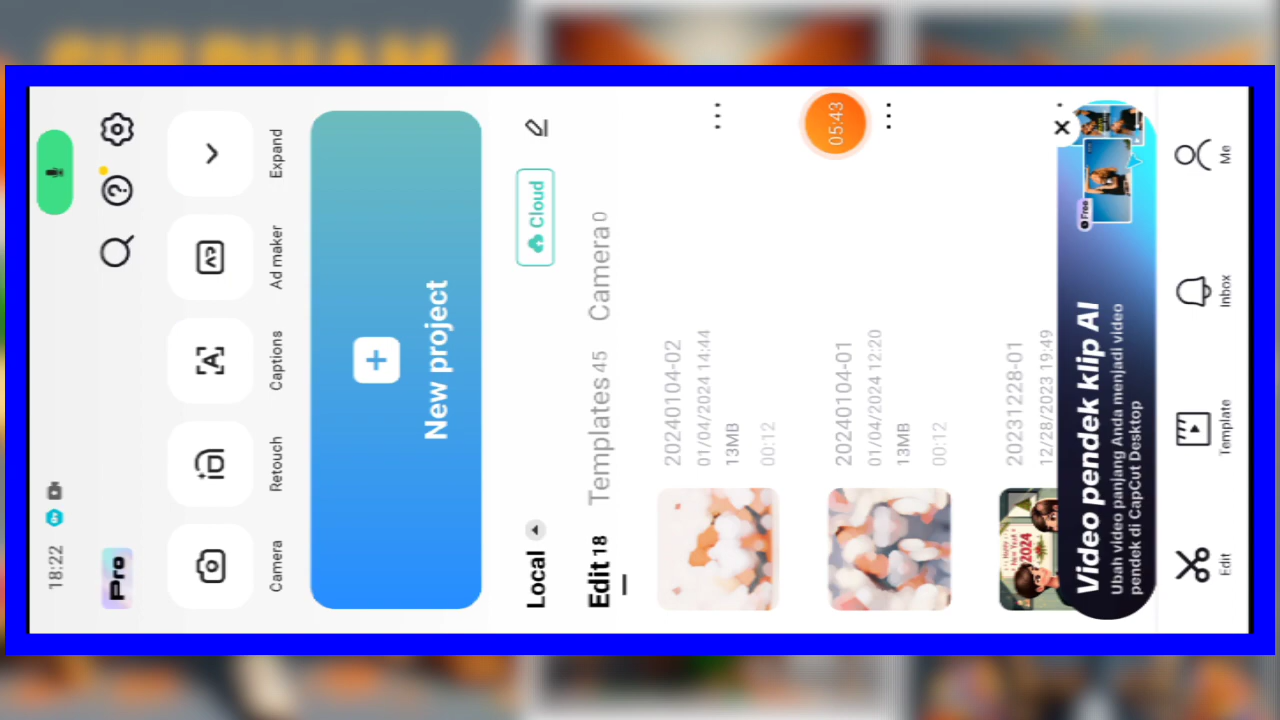 18:22
Pro
Camera
Retouch
Captions
Ad maker
Expand
New project
Local
Cloud
Edit 18
Templates 45
Camera 0
20240104-02
01/04/2024 14:44
13MB
00:12
05:43
20240104-01
01/04/2024 12:20
13MB
00:12
20231228-01
12/28/2023 19:49
Happy
New Year
2024
Free
Video pendek klip AI
Ubah video panjang Anda menjadi video
pendek di CapCut Desktop
Edit
Template
Inbox
Me